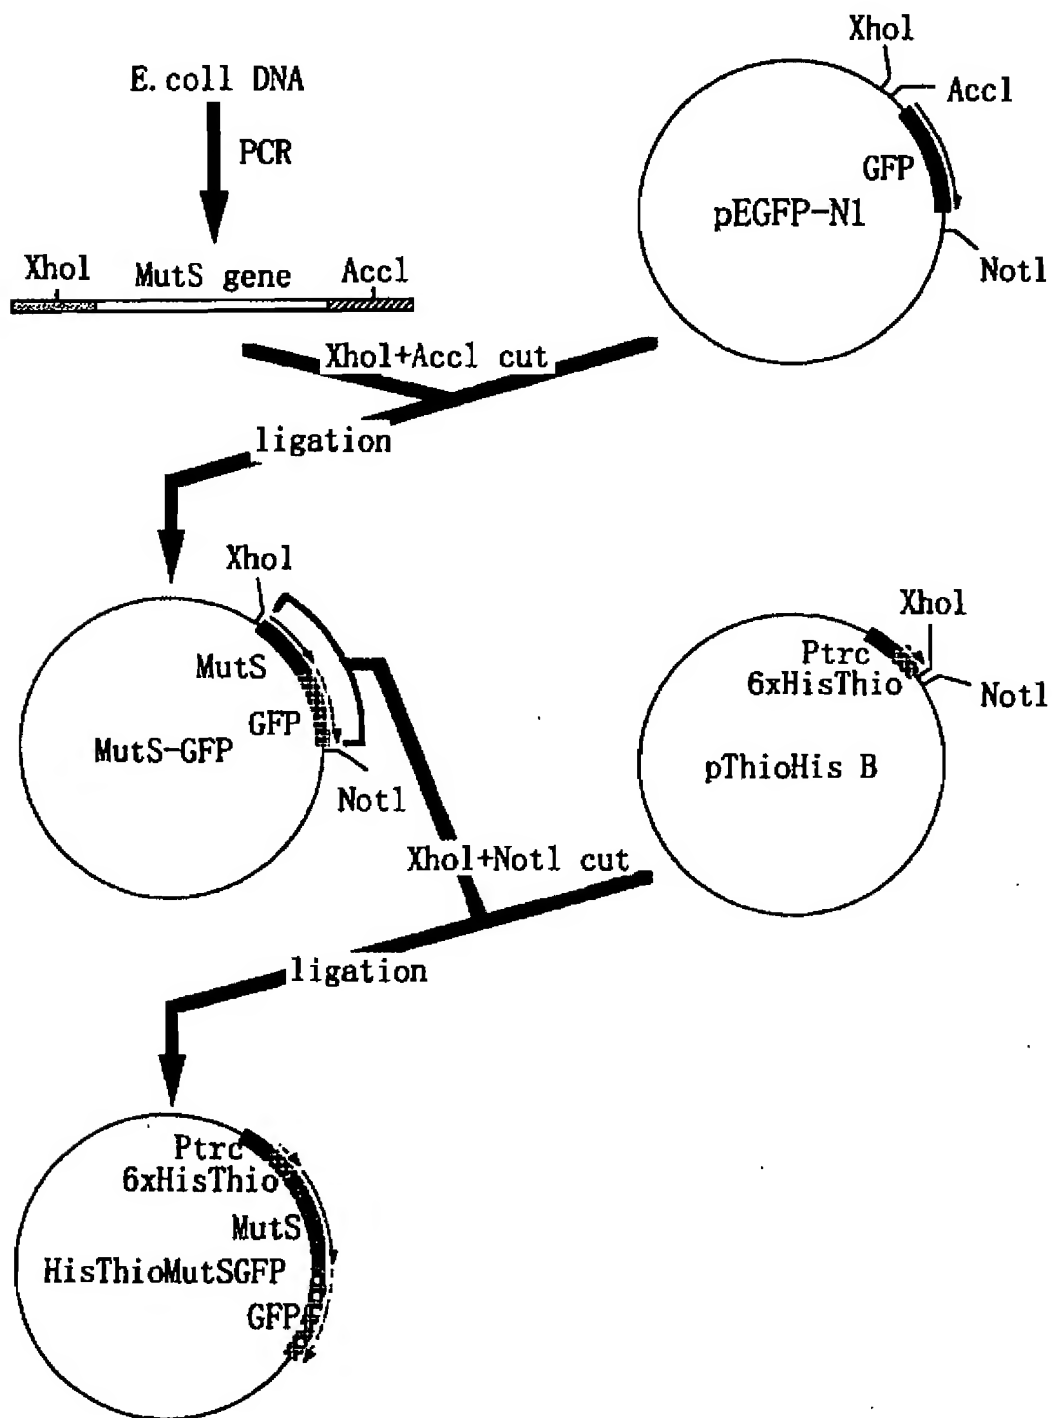 E.coll DNA
PCR
Xhol
MutS gene
Accl
Xhol
Accl
GFP
pEGFP-N1
Notl
Xhol+Accl cut
ligation
Xhol
MutS
GFP
MutS-GFP
Notl
Xhol
Ptrc
6xHisThio
Notl
pThioHis B
Xhol+Notl cut
ligation
Ptrc
6xHisThio
MutS
HisThioMutSGFP
GFP